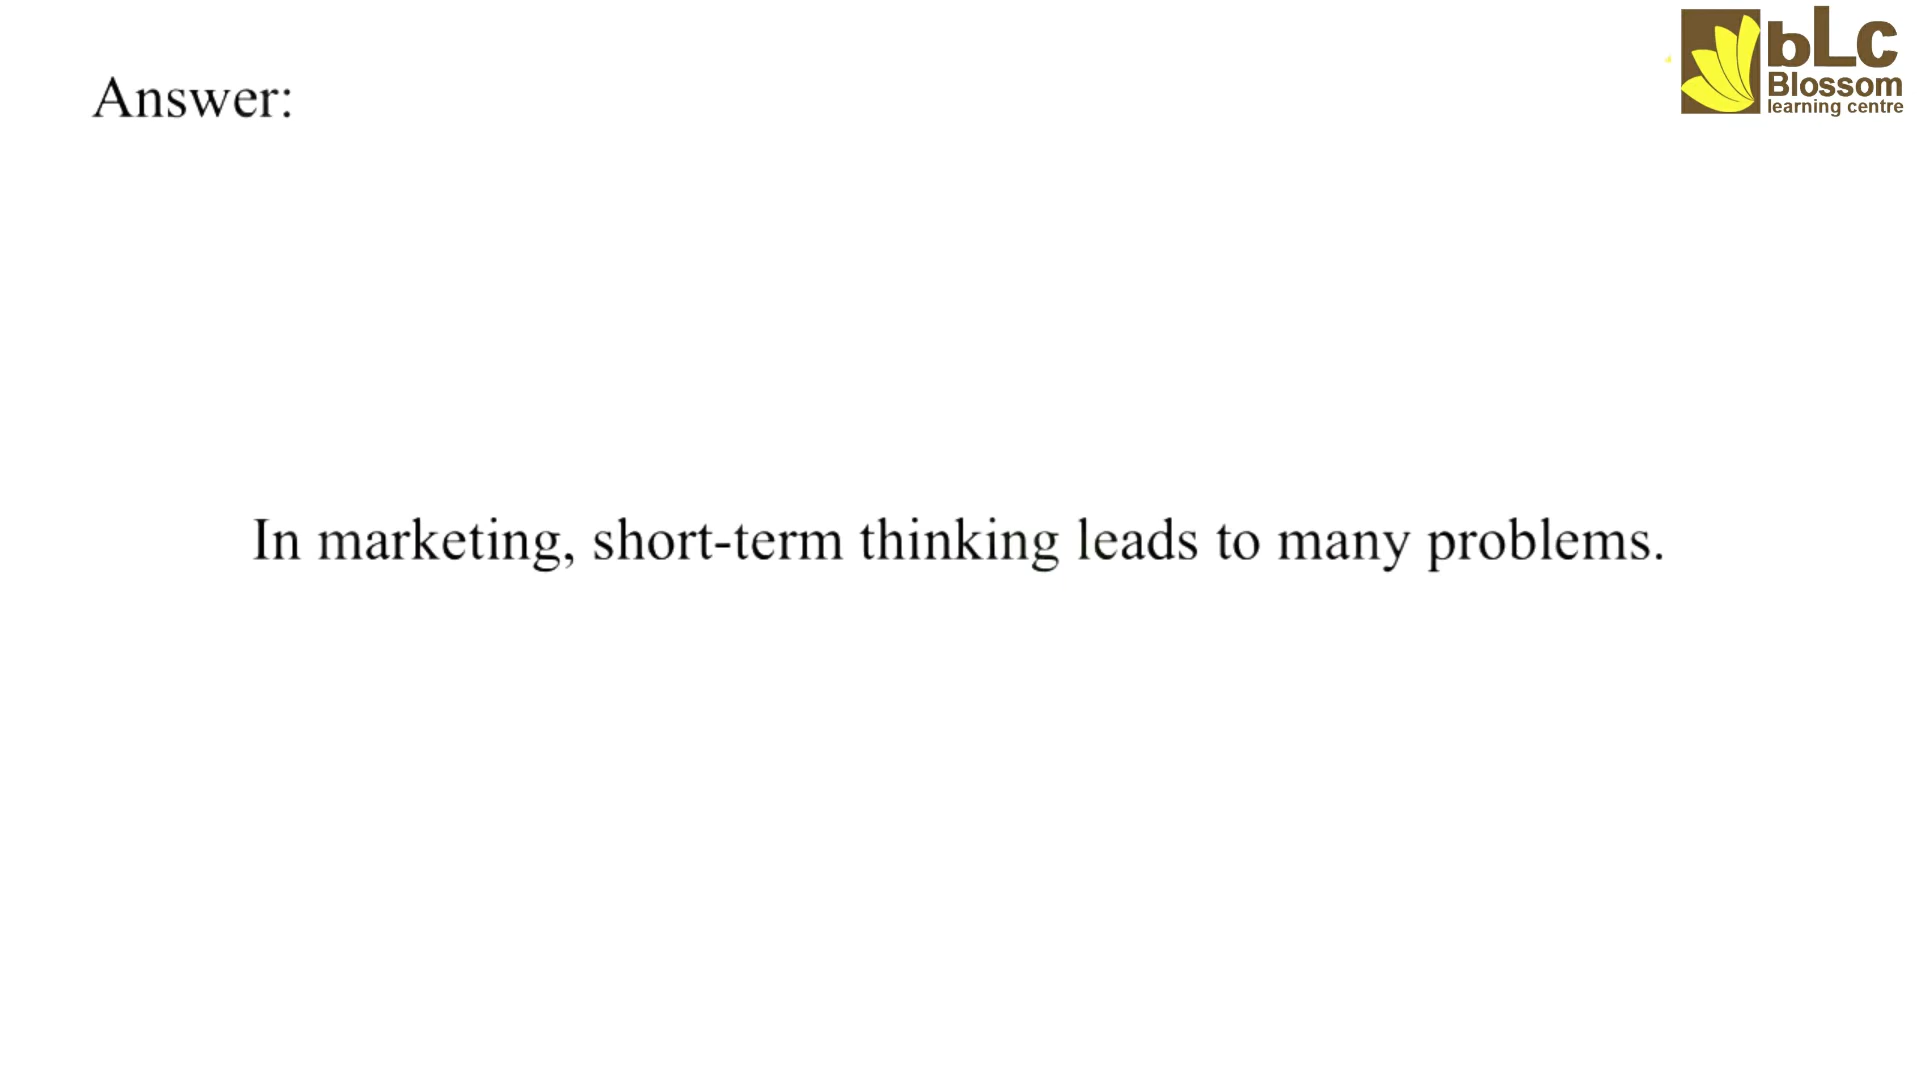 bLc
Blossom
learning centre
Answer:
In marketing, short-term thinking leads to many problems.